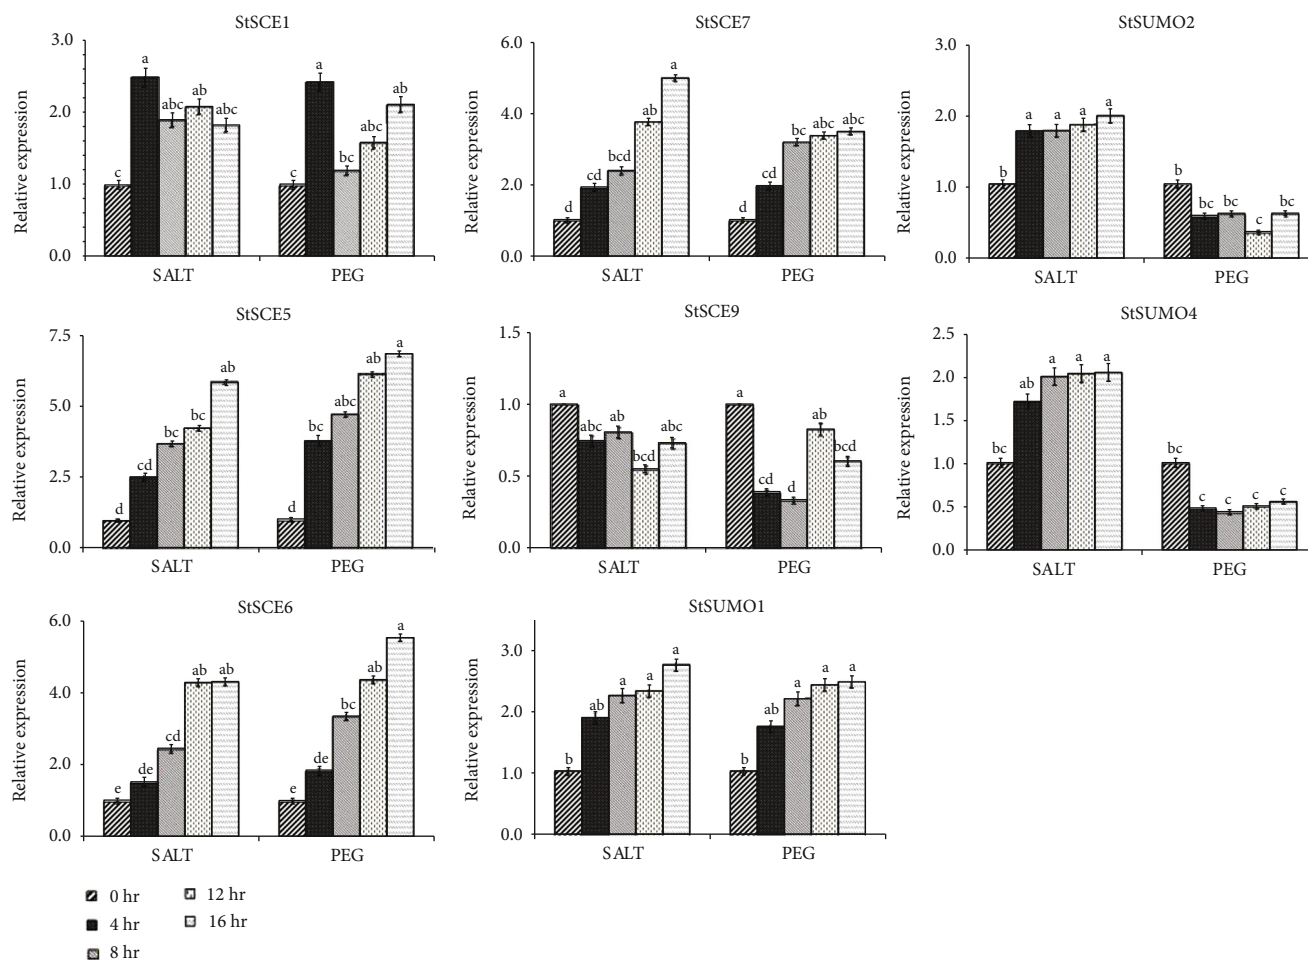 StSCE1
Relative expression
3.0
2.0
1.0
0.0
c a abc ab abc
c a bc abc ab
SALT PEG
StSCE7
Relative expression
6.0
4.0
2.0
0.0
d cd bcd ab a
d cd bc abc abc
SALT PEG
StSUMO2
Relative expression
3.0
2.0
1.0
0.0
b a a a a
b bc bc c bc
SALT PEG
StSCE5
Relative expression
7.5
5.0
2.5
0.0
d cd bc bc ab
d bc abc ab a
SALT PEG
StSCE9
Relative expression
1.5
1.0
0.5
0.0
a abc ab bcd abc
a cd d ab bcd
SALT PEG
StSUMO4
Relative expression
2.5
2.0
1.5
1.0
0.5
0.0
bc ab a a a
bc c c c c
SALT PEG
StSCE6
Relative expression
6.0
4.0
2.0
0.0
e de cd ab ab
e de bc ab a
SALT PEG
StSUMO1
Relative expression
3.0
2.0
1.0
0.0
b ab a a a
b ab a a a
SALT PEG
0 hr
4 hr
8 hr
12 hr
16 hr